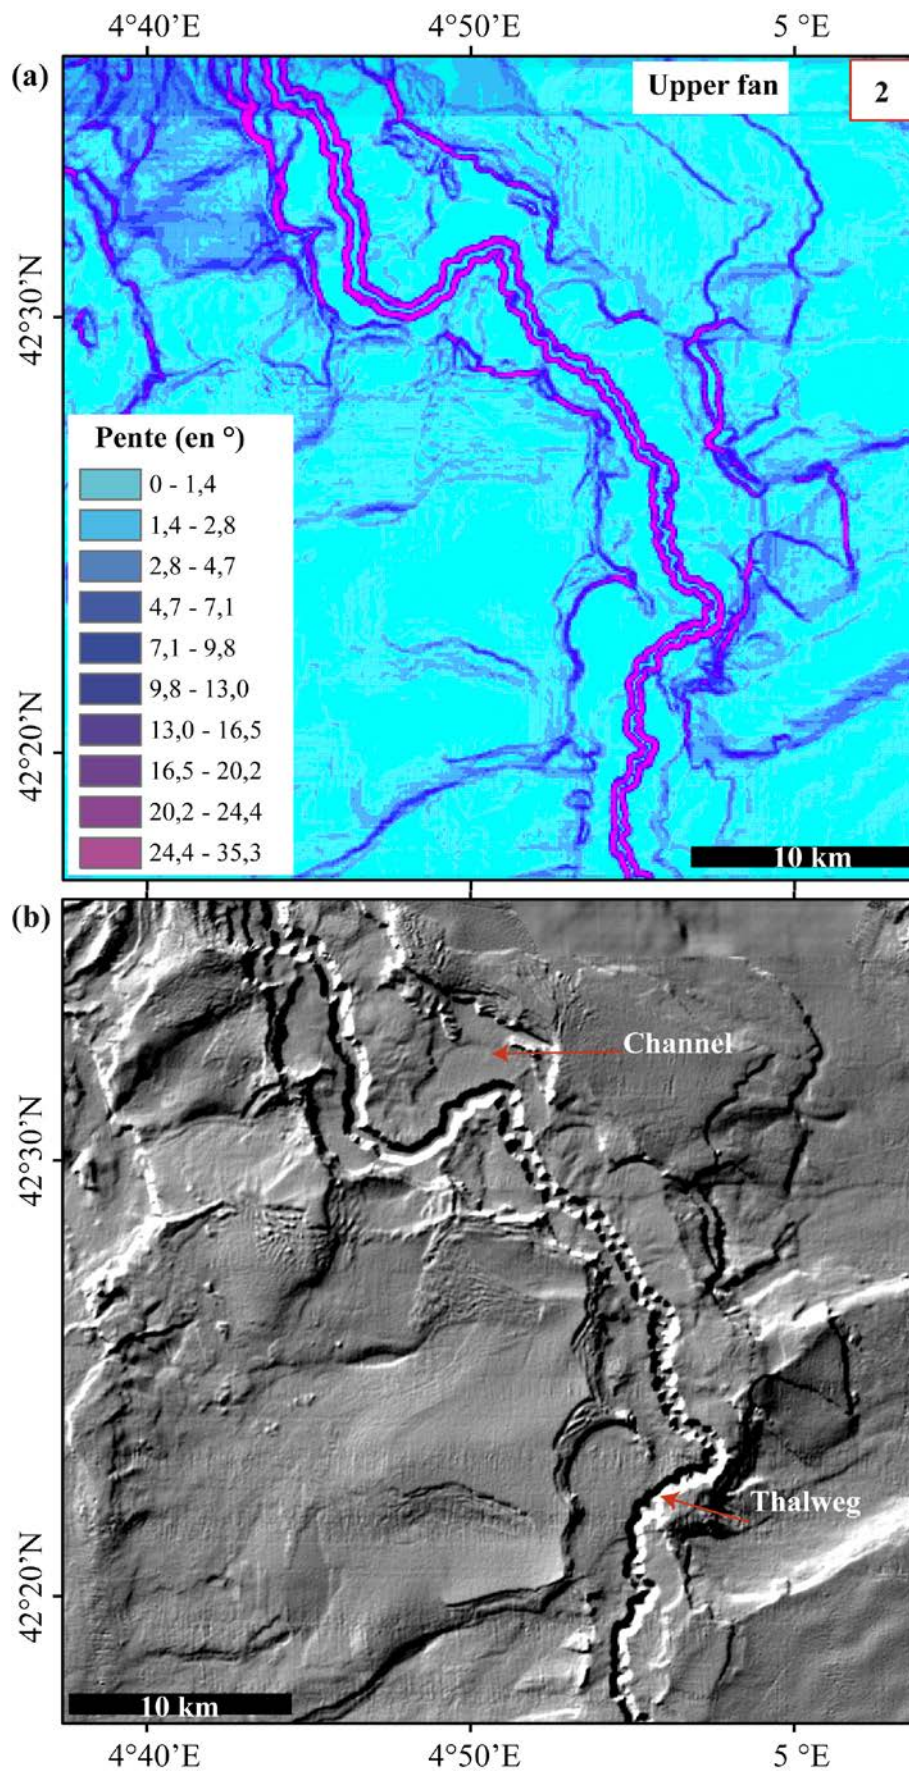 4°40’E 4°50’E 5 °E
(a)
Upper fan
2
42°30’N
Pente (en °)
0 - 1,4
1,4 - 2,8
2,8 - 4,7
4,7 - 7,1
7,1 - 9,8
9,8 - 13,0
13,0 - 16,5
16,5 - 20,2
20,2 - 24,4
24,4 - 35,3
42°20’N
10 km
(b)
Channel
42°30’N
Thalweg
42°20’N
10 km
4°40’E 4°50’E 5 °E